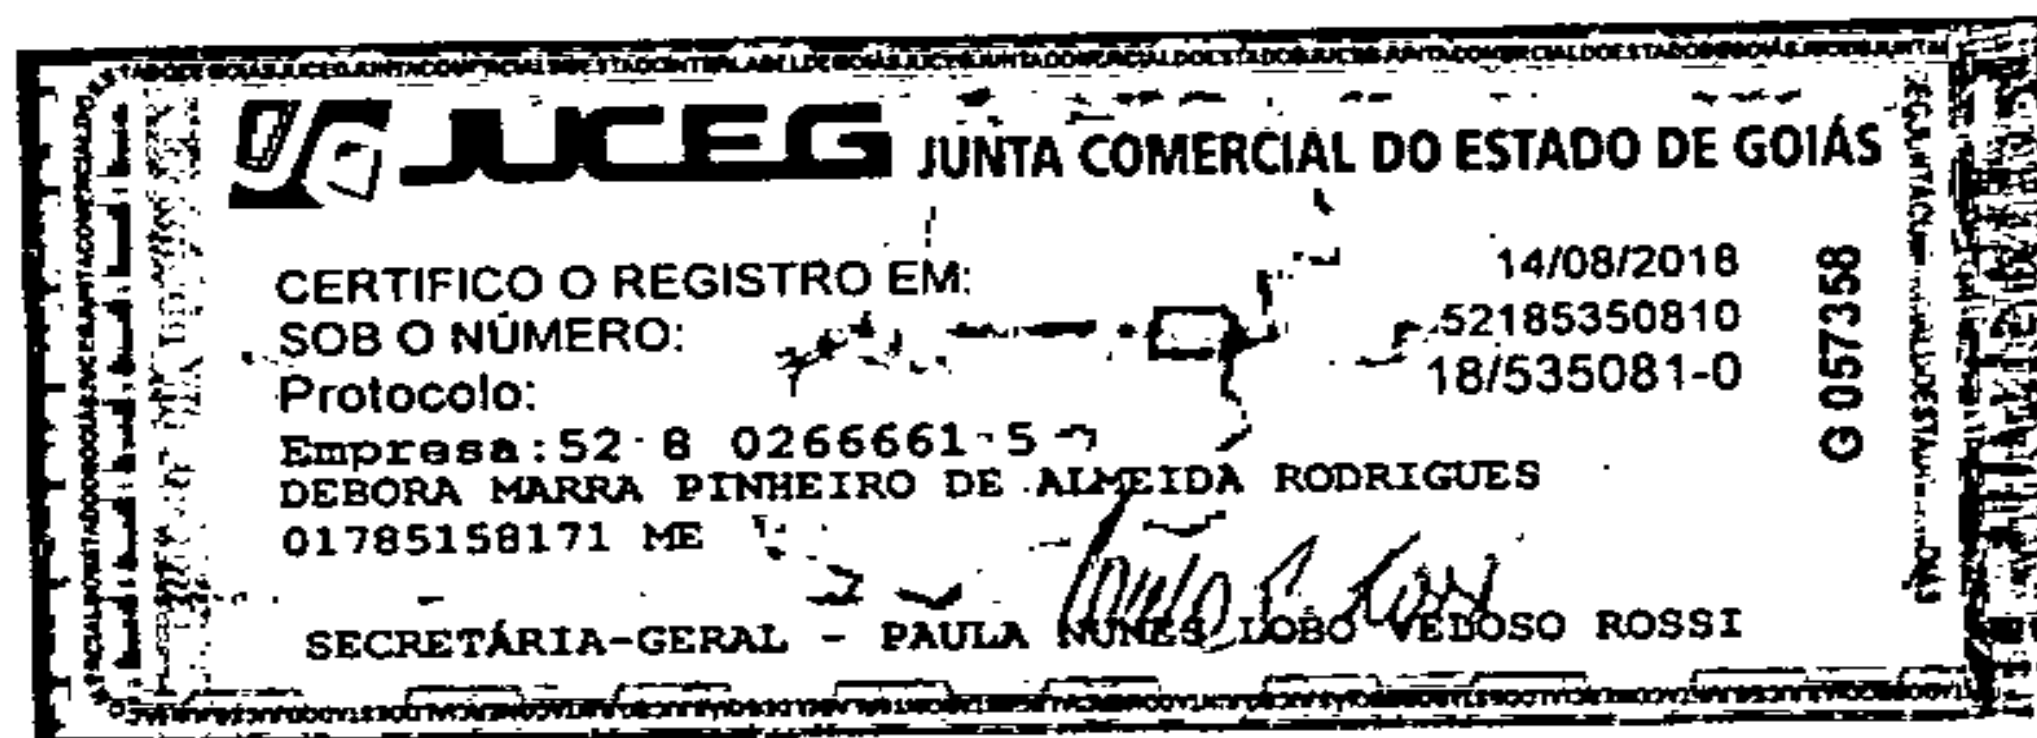 JUCEG JUNTA COMERCIAL DO ESTADO DE GOIÁS
CERTIFICO O REGISTRO EM: 14/08/2018
SOB O NÚMERO: 52185350810
Protocolo: 18/535081-0
Empresa:52 8 0266661-5
DEBORA MARRA PINHEIRO DE ALMEIDA RODRIGUES
01785158171 ME
SECRETÁRIA-GERAL - PAULA NUNES LOBO VELOSO ROSSI
G 057358